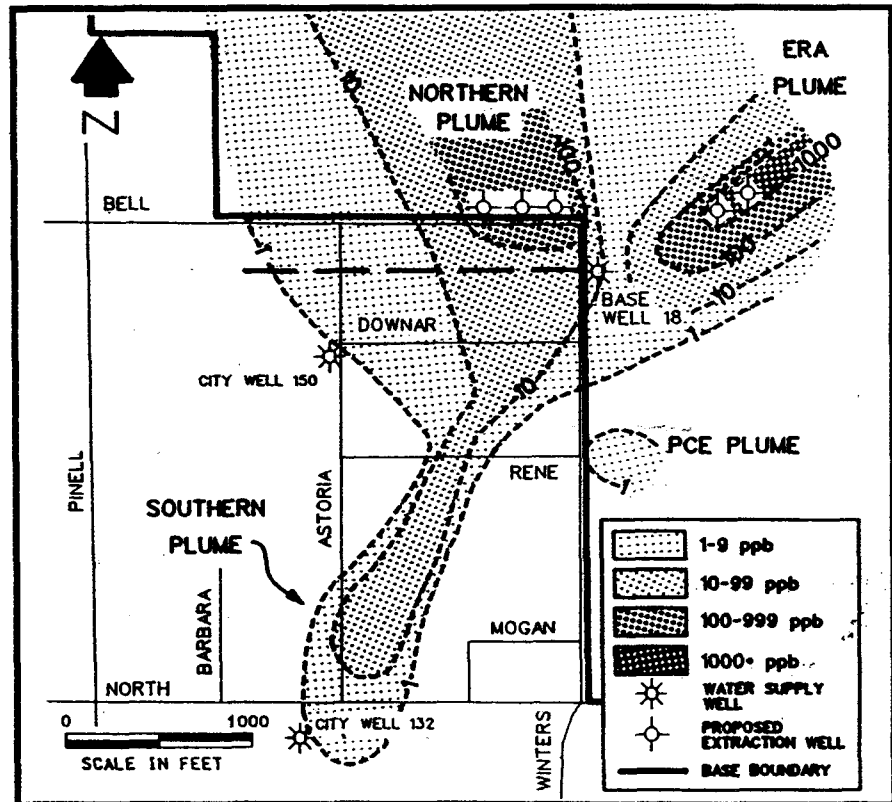 ERA
PLUME
NORTHERN
PLUME
10
100
1000
N
BELL
100
1
10
BASE
WELL 18
1
DOWNAR
CITY WELL 150
10
PCE PLUME
RENE
1
PINELL
ASTORIA
SOUTHERN
PLUME
BARBARA
MOGAN
1
NORTH
WINTERS
CITY WELL 132
0 1000
SCALE IN FEET
1-9 ppb
10-99 ppb
100-999 ppb
1000+ ppb
WATER SUPPLY
WELL
PROPOSED
EXTRACTION WELL
BASE BOUNDARY